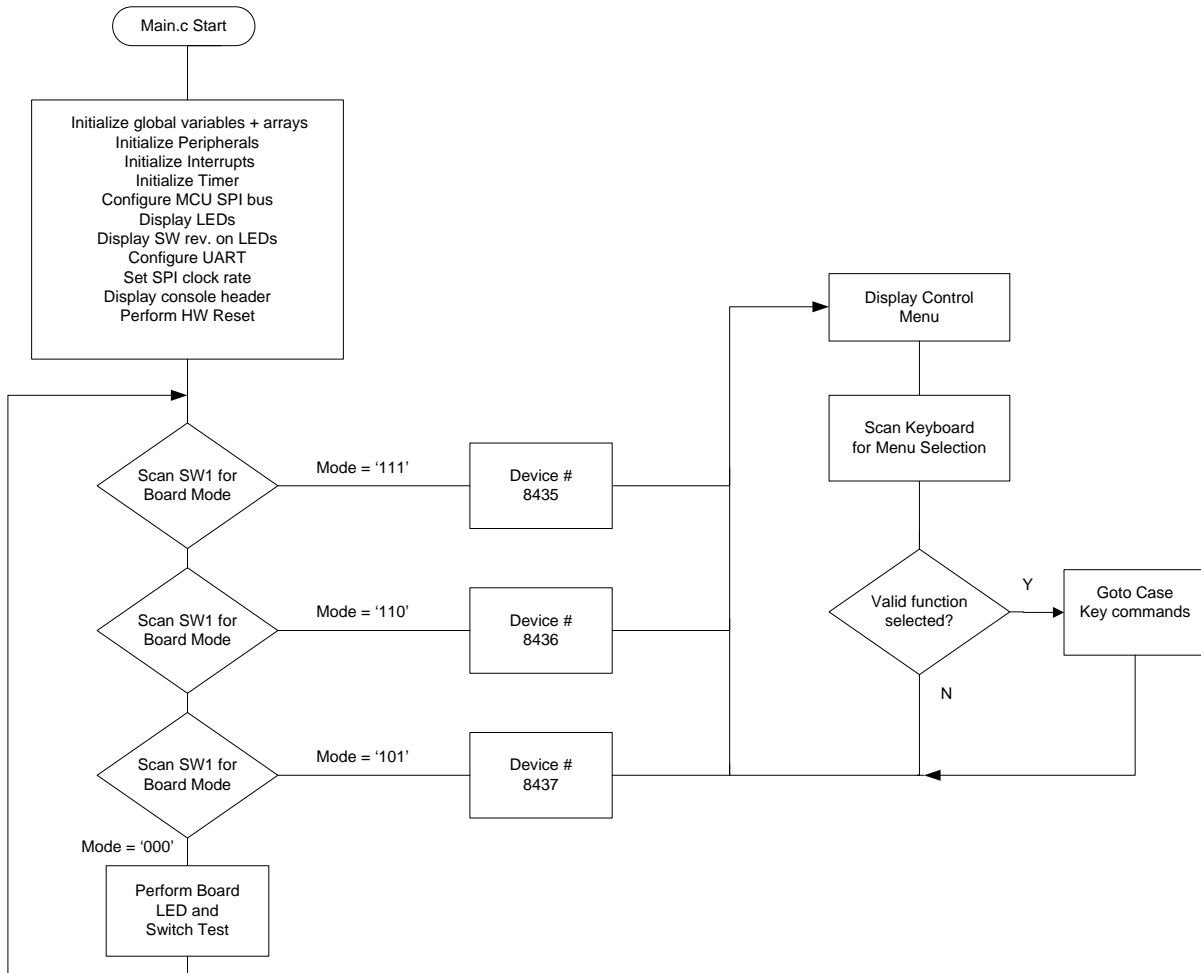 Main.c Start
Initialize global variables + arrays
Initialize Peripherals
Initialize Interrupts
Initialize Timer
Configure MCU SPI bus
Display LEDs
Display SW rev. on LEDs
Configure UART
Set SPI clock rate
Display console header
Perform HW Reset
Scan SW1 for
Board Mode
Mode = ‘111’
Device #
8435
Scan SW1 for
Board Mode
Mode = ‘110’
Device #
8436
Scan SW1 for
Board Mode
Mode = ‘101’
Device #
8437
Mode = ‘000’
Perform Board
LED and
Switch Test
Display Control
Menu
Scan Keyboard
for Menu Selection
Valid function
selected?
Y
N
Goto Case
Key commands